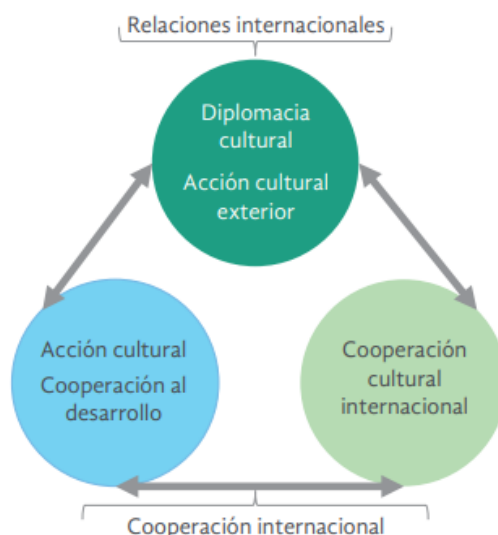 Relaciones internacionales
Diplomacia
cultural
Acción cultural
exterior
Acción cultural
Cooperación al
desarrollo
Cooperación
cultural
internacional
Cooperación internacional